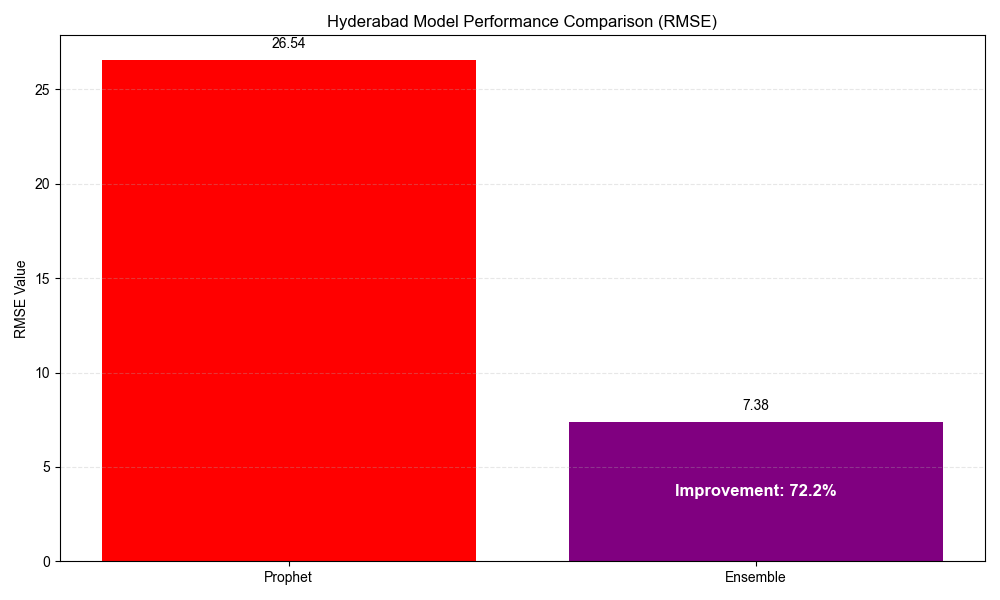 Hyderabad Model Performance Comparison (RMSE)
26.54
25
20
15
10
5
0
RMSE Value
7.38
Improvement: 72.2%
Prophet
Ensemble